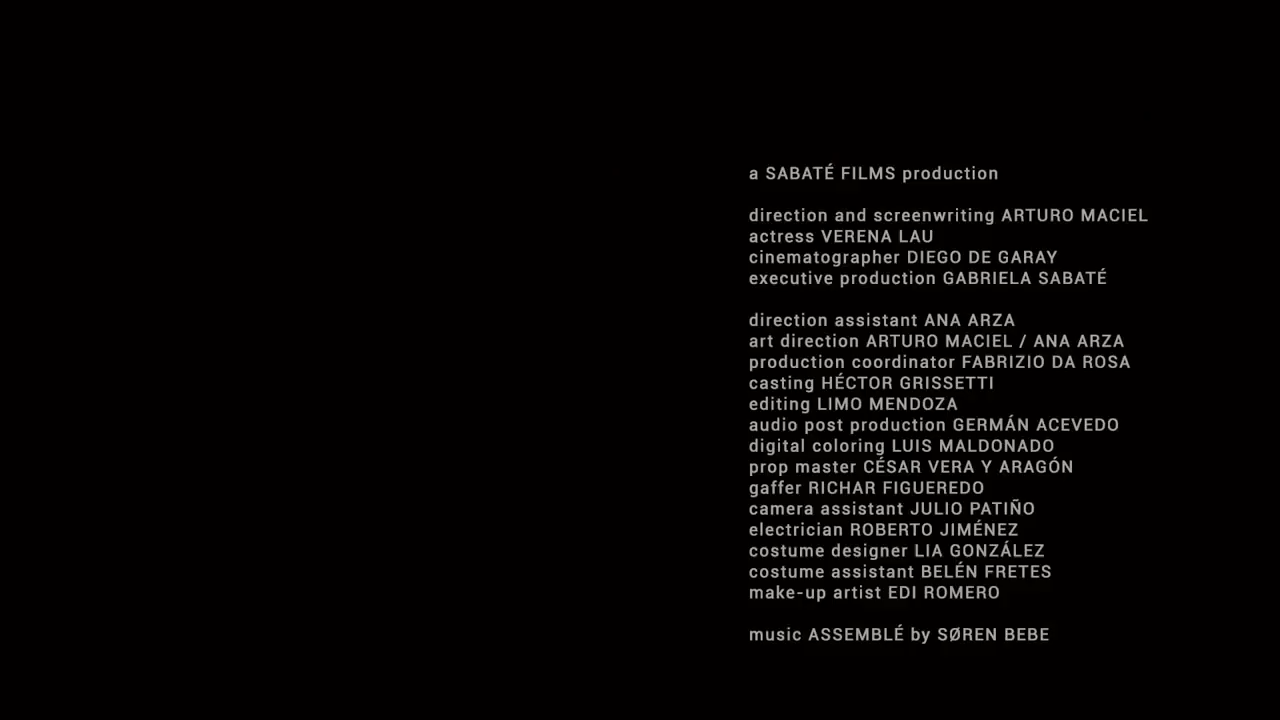 a SABATÉ FILMS production
direction and screenwriting ARTURO MACIEL
actress VERENA LAU
cinematographer DIEGO DE GARAY
executive production GABRIELA SABATÉ
direction assistant ANA ARZA
art direction ARTURO MACIEL / ANA ARZA
production coordinator FABRIZIO DA ROSA
casting HÉCTOR GRISSETTI
editing LIMO MENDOZA
audio post production GERMÁN ACEVEDO
digital coloring LUIS MALDONADO
prop master CÉSAR VERA Y ARAGÓN
gaffer RICHAR FIGUEREDO
camera assistant JULIO PATIÑO
electrician ROBERTO JIMÉNEZ
costume designer LIA GONZÁLEZ
costume assistant BELÉN FRETES
make-up artist EDI ROMERO
music ASSEMBLÉ by SØREN BEBE